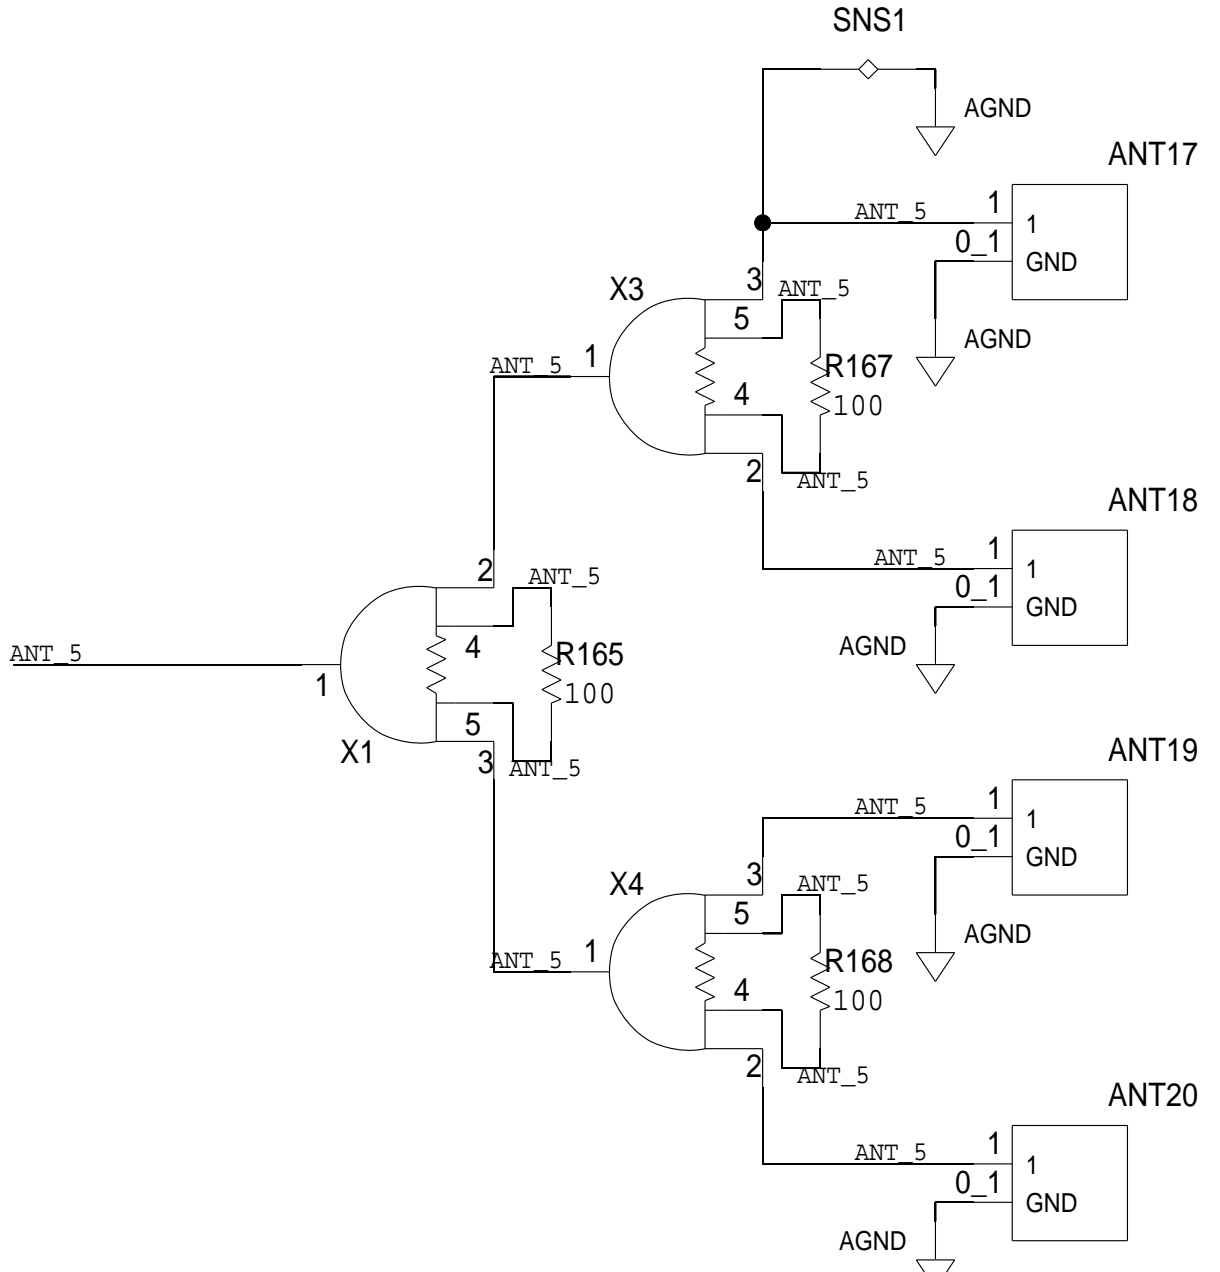 SNS1
AGND
ANT17
ANT_5 1 1
0_1 GND
X3 3 ANT_5
5
AGND
ANT_5 1 R167
4 100
2 ANT_5
ANT18
ANT_5 1 1
2 ANT_5 0_1 GND
ANT_5 4 R165 AGND
1 100
5
X1 3 ANT_5
ANT19
ANT_5 1 1
0_1 GND
X4 3 ANT_5
5
AGND
ANT_5 1 R168
4 100
2 ANT_5
ANT20
ANT_5 1 1
0_1 GND
AGND